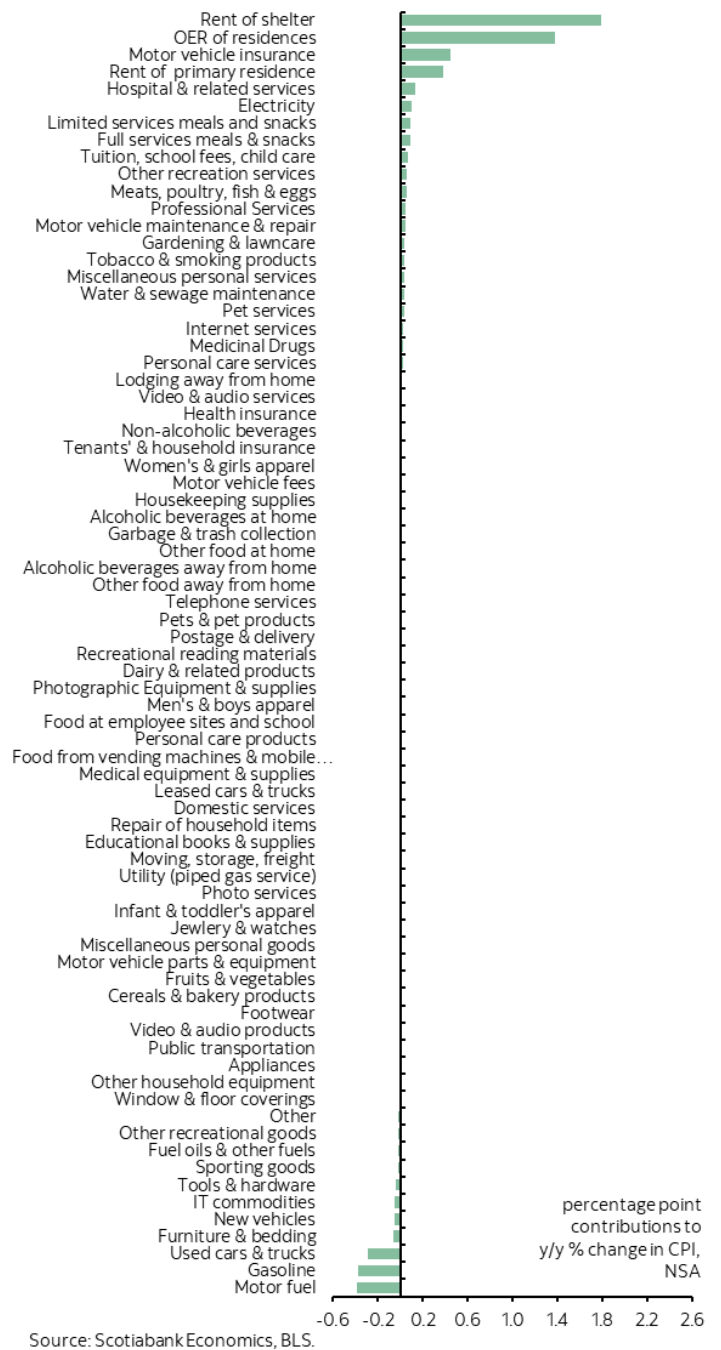 Rent of shelter
OER of residences
Motor vehicle insurance
Rent of primary residence
Hospital & related services
Electricity
Limited services meals and snacks
Full services meals & snacks
Tuition, school fees, child care
Other recreation services
Meats, poultry, fish & eggs
Professional Services
Motor vehicle maintenance & repair
Gardening & lawncare
Tobacco & smoking products
Miscellaneous personal services
Water & sewage maintenance
Pet services
Internet services
Medicinal Drugs
Personal care services
Lodging away from home
Video & audio services
Health insurance
Non-alcoholic beverages
Tenants' & household insurance
Women's & girls apparel
Motor vehicle fees
Housekeeping supplies
Alcoholic beverages at home
Garbage & trash collection
Other food at home
Alcoholic beverages away from home
Other food away from home
Telephone services
Pets & pet products
Postage & delivery
Recreational reading materials
Dairy & related products
Photographic Equipment & supplies
Men's & boys apparel
Food at employee sites and school
Personal care products
Food from vending machines & mobile...
Medical equipment & supplies
Leased cars & trucks
Domestic services
Repair of household items
Educational books & supplies
Moving, storage, freight
Utility (piped gas service)
Photo services
Infant & toddler's apparel
Jewlery & watches
Miscellaneous personal goods
Motor vehicle parts & equipment
Fruits & vegetables
Cereals & bakery products
Footwear
Video & audio products
Public transportation
Appliances
Other household equipment
Window & floor coverings
Other
Other recreational goods
Fuel oils & other fuels
Sporting goods
Tools & hardware
IT commodities
New vehicles
Furniture & bedding
Used cars & trucks
Gasoline
Motor fuel
percentage point
contributions to
y/y % change in CPI,
NSA
-0.6 -0.2 0.2 0.6 1.0 1.4 1.8 2.2 2.6
Source: Scotiabank Economics, BLS.